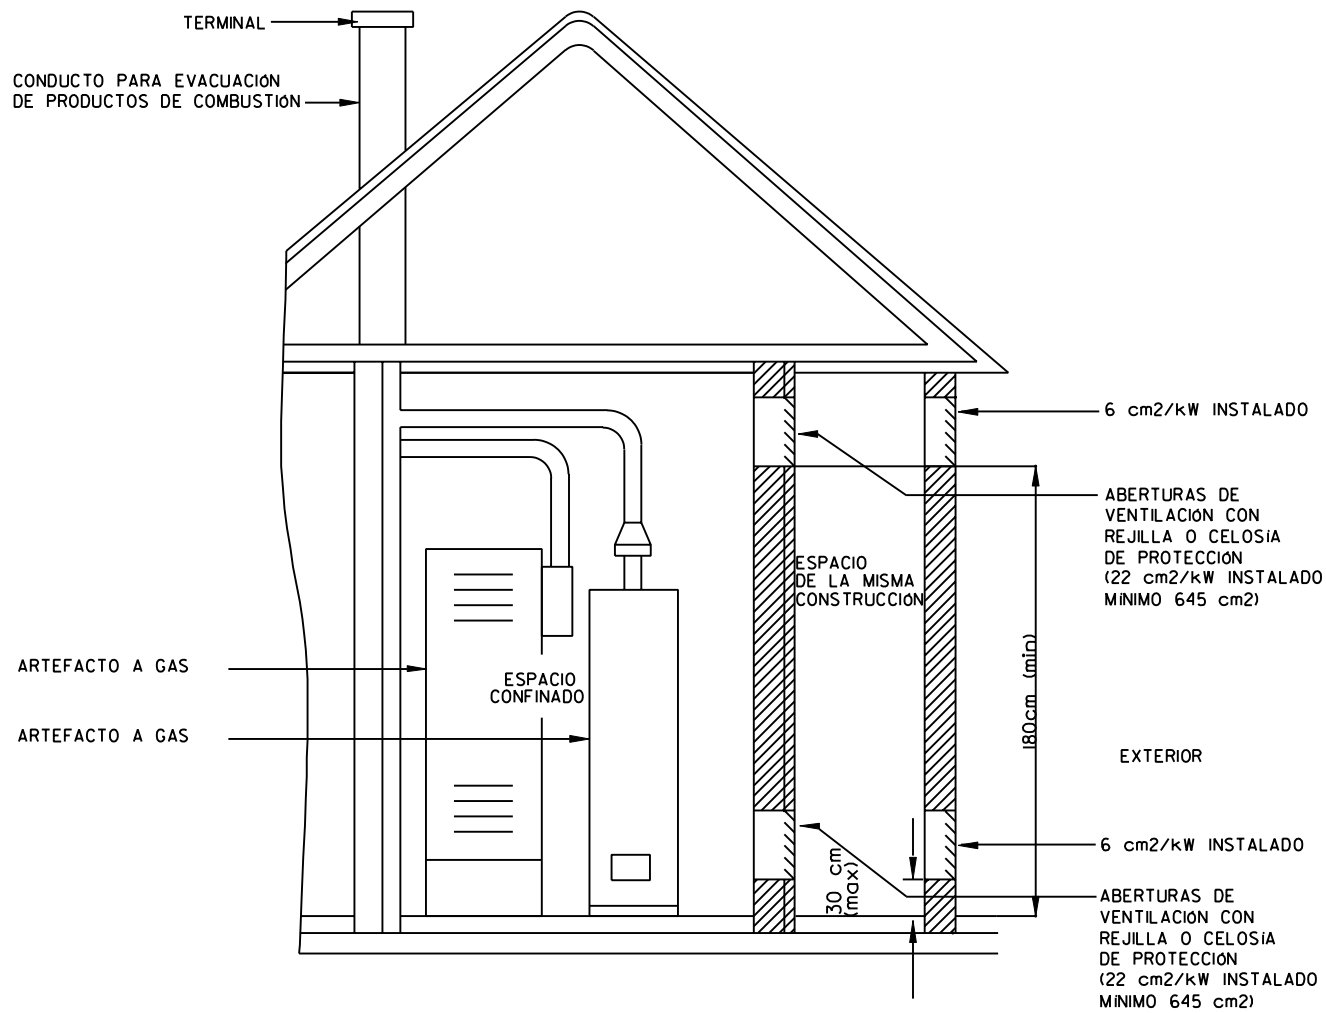 TERMINAL
CONDUCTO PARA EVACUACIÓN
DE PRODUCTOS DE COMBUSTIÓN
6 cm2/kW INSTALADO
ABERTURAS DE
VENTILACIÓN CON
REJILLA O CELOSÍA
DE PROTECCIÓN
(22 cm2/kW INSTALADO
MÍNIMO 645 cm2)
ESPACIO
DE LA MISMA
CONSTRUCCIÓN
180cm (min)
ARTEFACTO A GAS
ESPACIO
CONFINADO
ARTEFACTO A GAS
EXTERIOR
6 cm2/kW INSTALADO
30 cm
(max)
ABERTURAS DE
VENTILACIÓN CON
REJILLA O CELOSÍA
DE PROTECCIÓN
(22 cm2/kW INSTALADO
MÍNIMO 645 cm2)